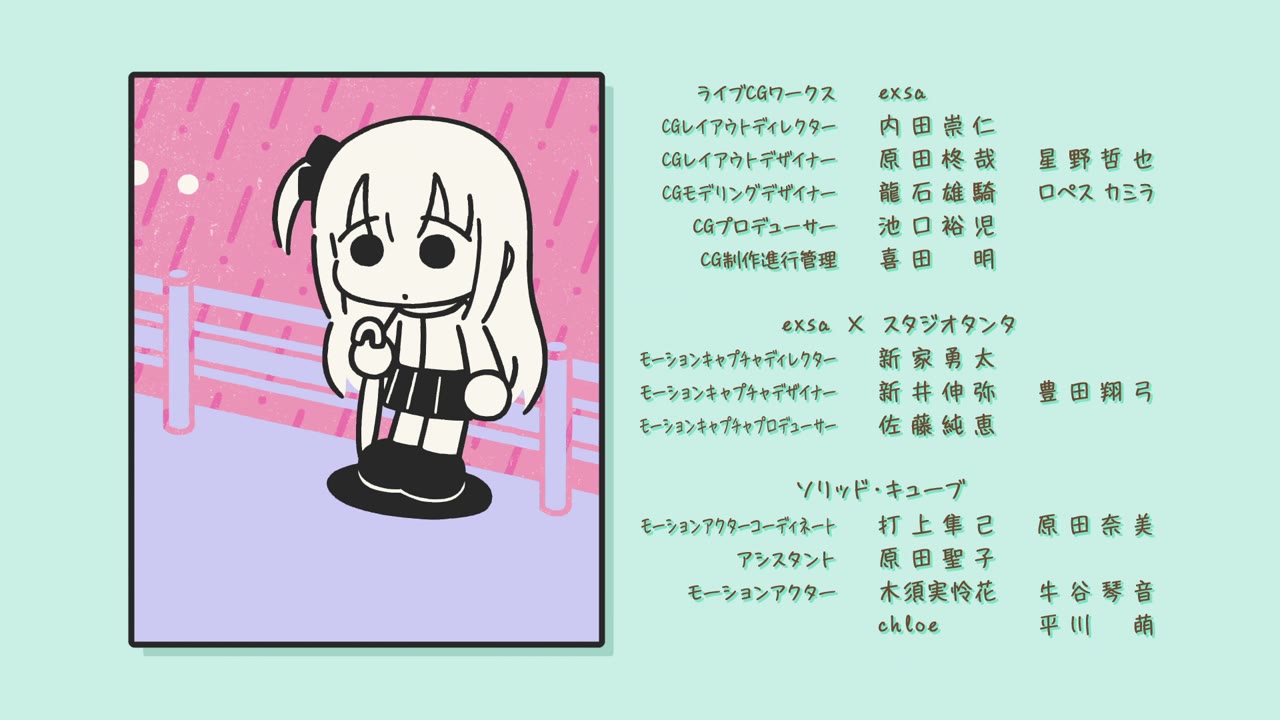 ライブCGワークス exsa
CGレイアウトディレクター 内田崇仁
CGレイアウトデザイナー 原田柊哉 星野哲也
CGモデリングデザイナー 龍石雄騎 ロペス カミラ
CGプロデューサー 池口裕児
CG制作進行管理 喜田 明
exsa × スタジオタンタ
モーションキャプチャディレクター 新家勇太
モーションキャプチャデザイナー 新井伸弥 豊田翔弓
モーションキャプチャプロデューサー 佐藤純恵
ソリッド・キューブ
モーションアクターコーディネート 打上隼己 原田奈美
アシスタント 原田聖子
モーションアクター 木須実怜花 牛谷琴音
chloe 平川 萌